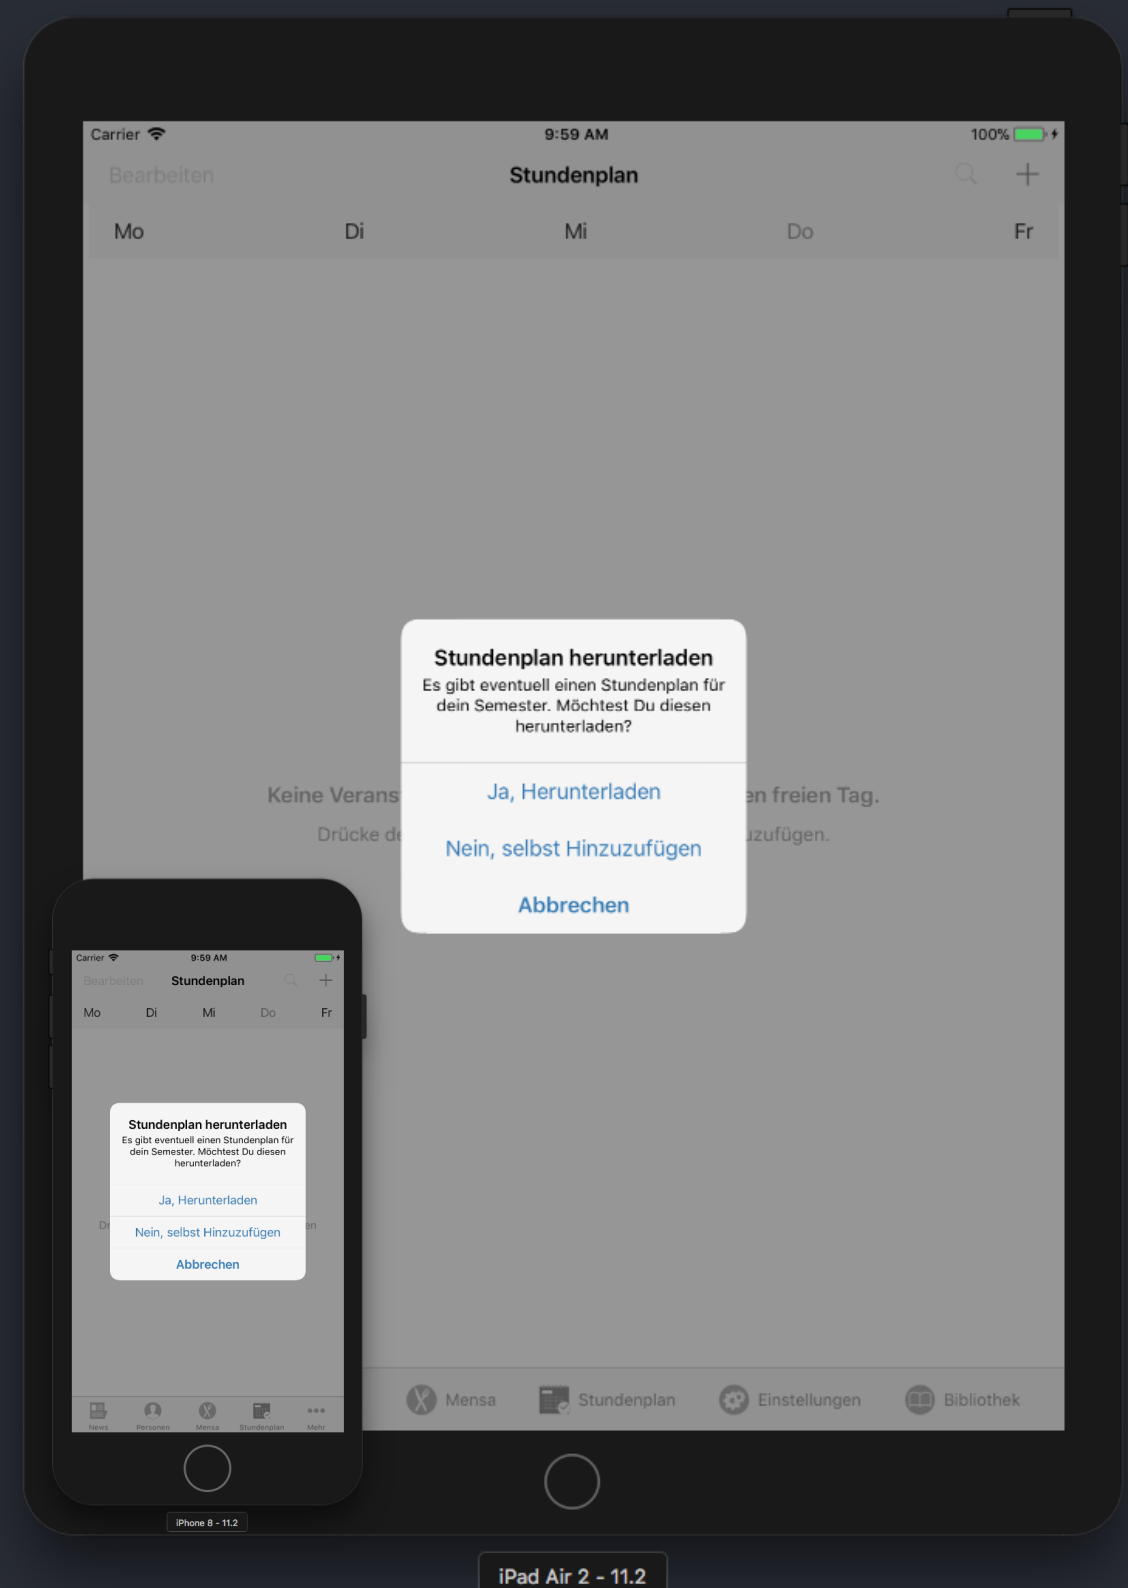 Carrier
9:59 AM
100%
Bearbeiten
Stundenplan
Mo
Di
Mi
Do
Fr
Stundenplan herunterladen
Es gibt eventuell einen Stundenplan für
dein Semester. Möchtest Du diesen
herunterladen?
Keine
en freien Tag.
Ja, Herunterladen
Drücke
Nein, selbst Hinzuzufügen
Abbrechen
Mensa
Stundenplan
Einstellungen
Bibliothek
Carrier
9:59 AM
Bearbeiten
Stundenplan
Mo
Di
Mi
Do
Fr
Stundenplan herunterladen
Es gibt eventuell einen Stundenplan für
dein Semester. Möchtest Du diesen
herunterladen?
Ja, Herunterladen
Nein, selbst Hinzuzufügen
Abbrechen
News
Personen
Mensa
Stundenplan
Mehr
iPhone 8 - 11.2
iPad Air 2 - 11.2